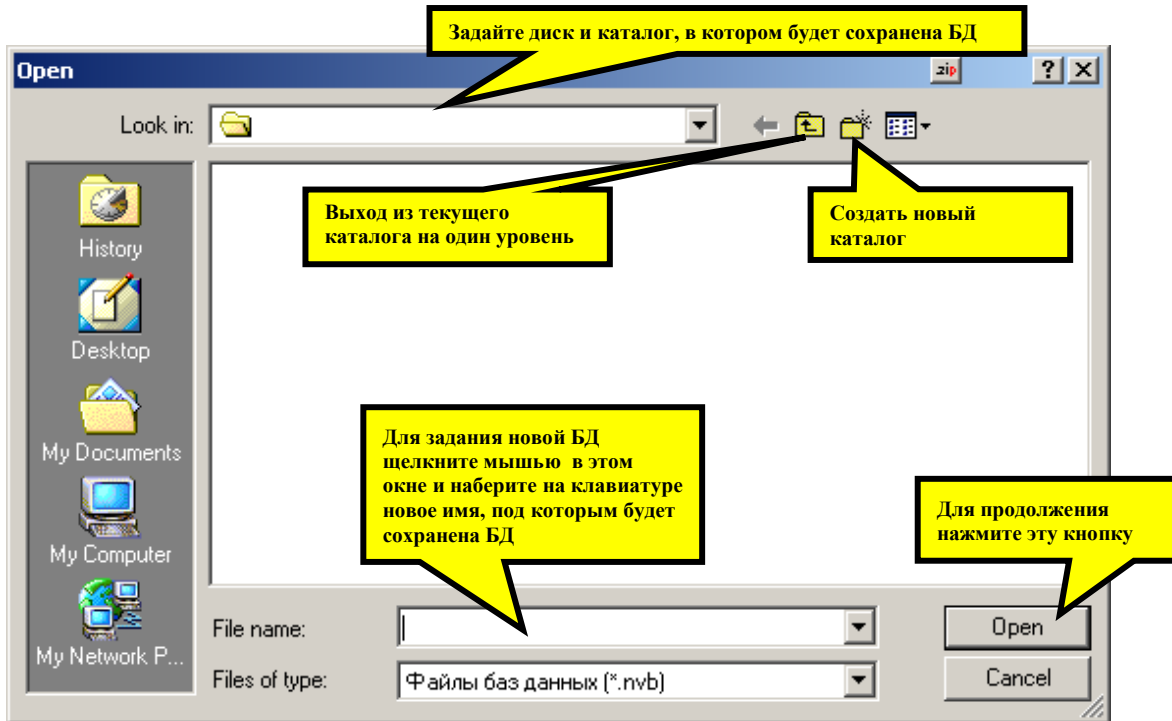 Задайте диск и каталог, в котором будет сохранена БД
Open
zip
Look in:
Выход из текущего
каталога на один уровень
Создать новый
каталог
History
Desktop
My Documents
My Computer
My Network P...
Для задания новой БД
щелкните мышью в этом
окне и наберите на клавиатуре
новое имя, под которым будет
сохранена БД
Для продолжения
нажмите эту кнопку
File name:
Open
Files of type:
Файлы баз данных (*.nvb)
Cancel